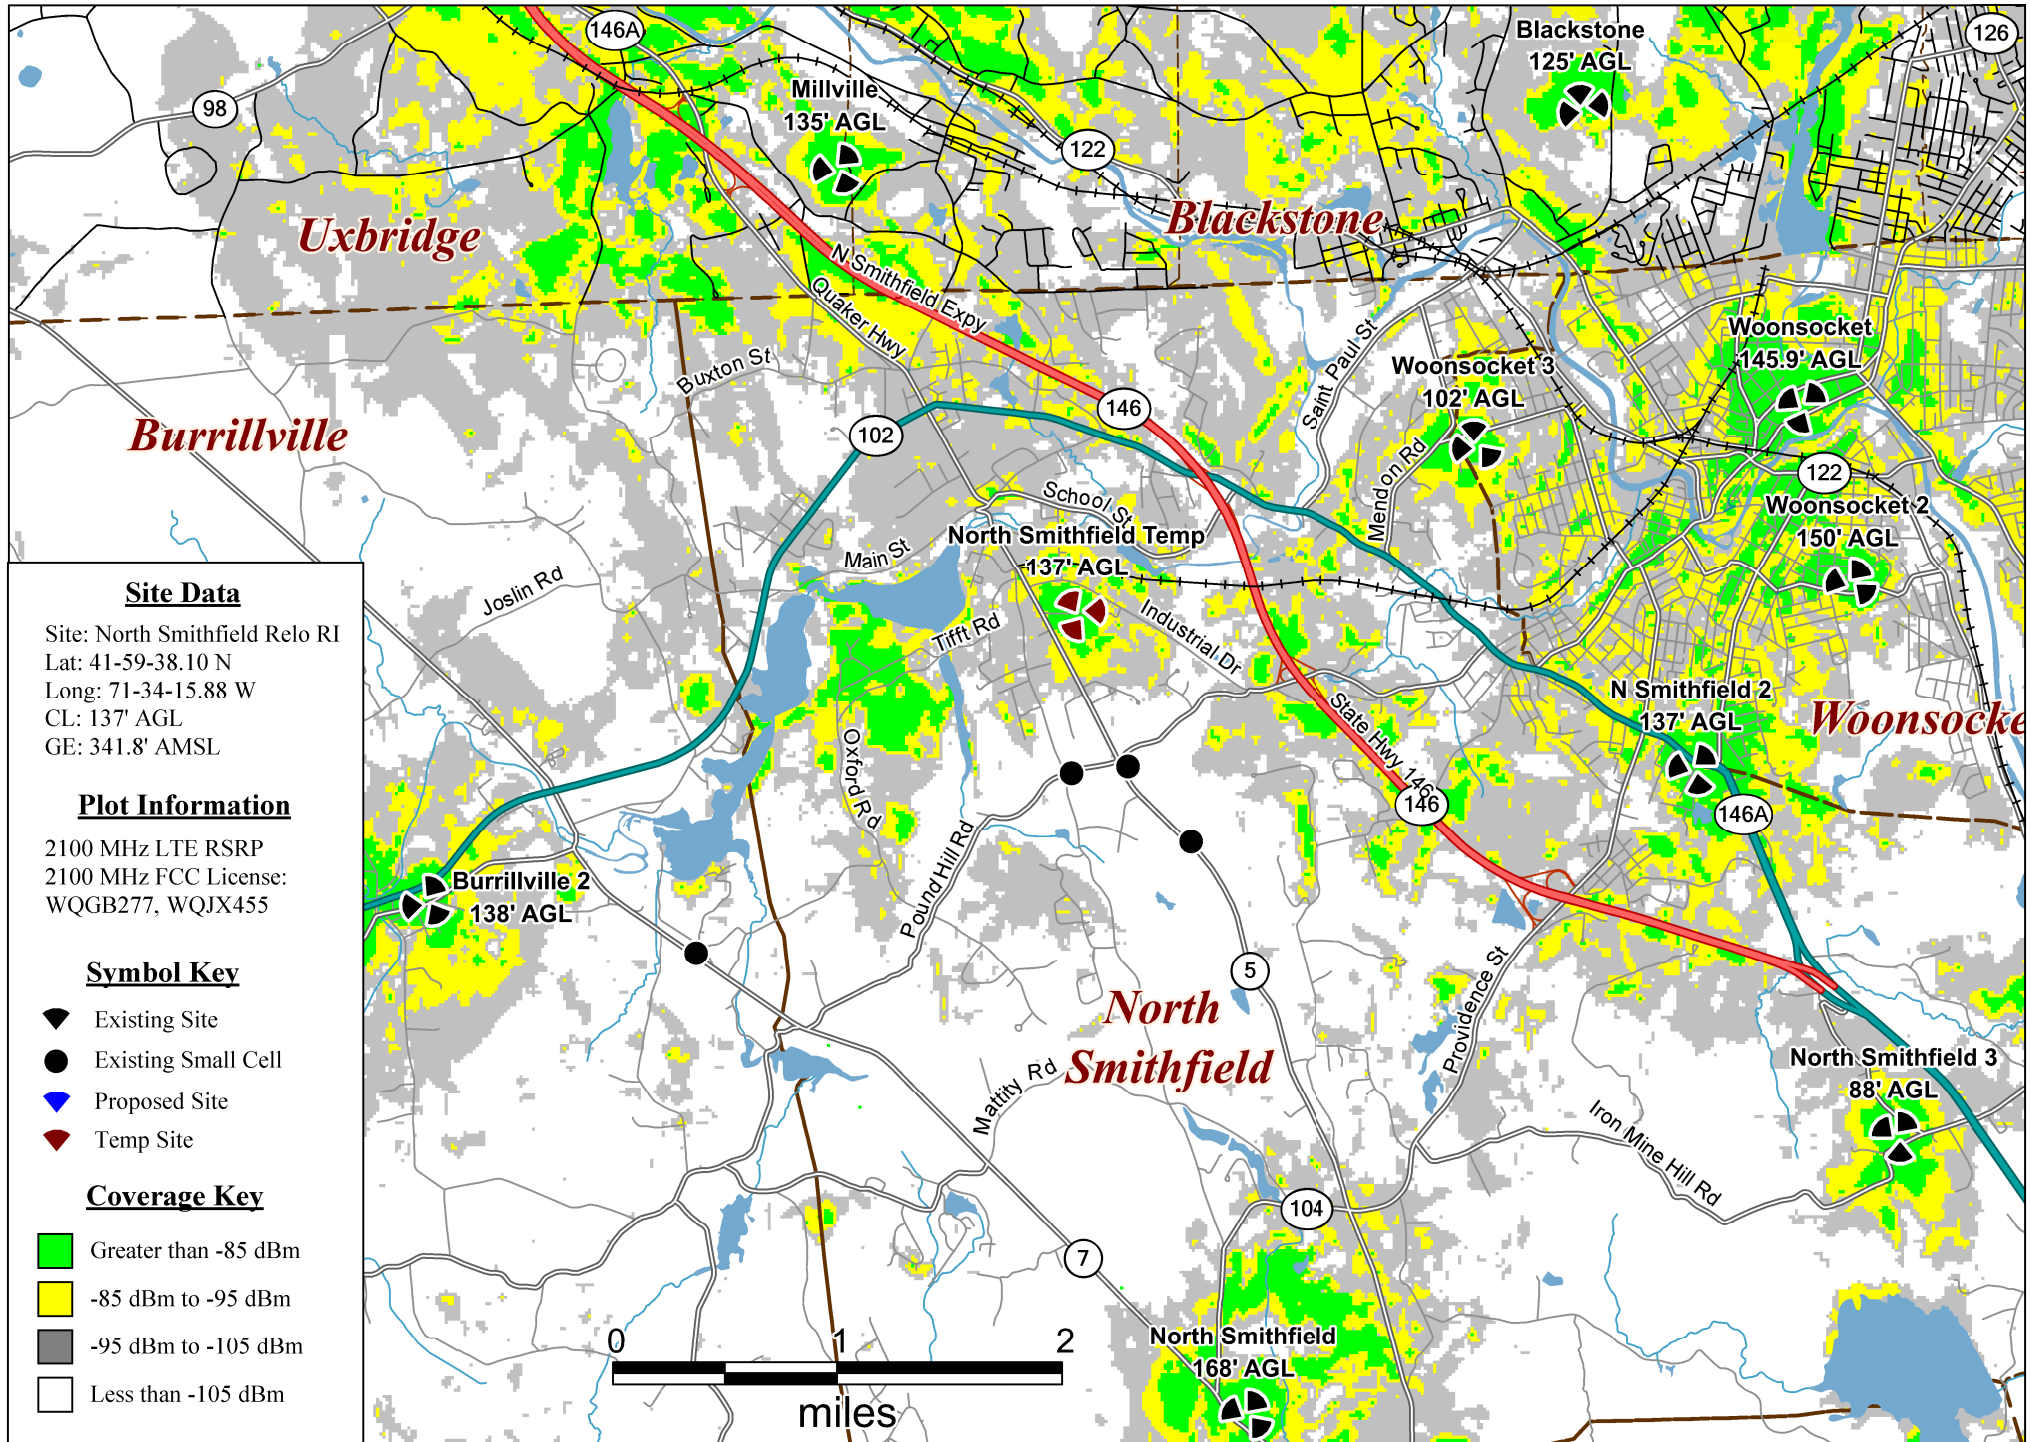 146A
Blackstone
125' AGL
126
98
Millville
135' AGL
122
Uxbridge
Blackstone
N Smithfield Expy
Quaker Hwy
Woonsocket
145.9' AGL
Saint Paul St
Buxton St
Woonsocket 3
102' AGL
Burrillville
102
146
Mendon Rd
122
School St
Woonsocket 2
150' AGL
North Smithfield Temp
137' AGL
Main St
Joslin Rd
Tifft Rd
Industrial Dr
N Smithfield 2
137' AGL
Woonsocke
State Hwy 146
146
146A
Oxford Rd
Pound Hill Rd
Burrillville 2
138' AGL
5
Providence St
North
Smithfield
Mattity Rd
North Smithfield 3
88' AGL
Iron Mine Hill Rd
104
7
North Smithfield
168' AGL
0 1 2
miles
Site Data
Site: North Smithfield Relo RI
Lat: 41-59-38.10 N
Long: 71-34-15.88 W
CL: 137' AGL
GE: 341.8' AMSL
Plot Information
2100 MHz LTE RSRP
2100 MHz FCC License:
WQGB277, WQJX455
Symbol Key
Existing Site
Existing Small Cell
Proposed Site
Temp Site
Coverage Key
Greater than -85 dBm
-85 dBm to -95 dBm
-95 dBm to -105 dBm
Less than -105 dBm